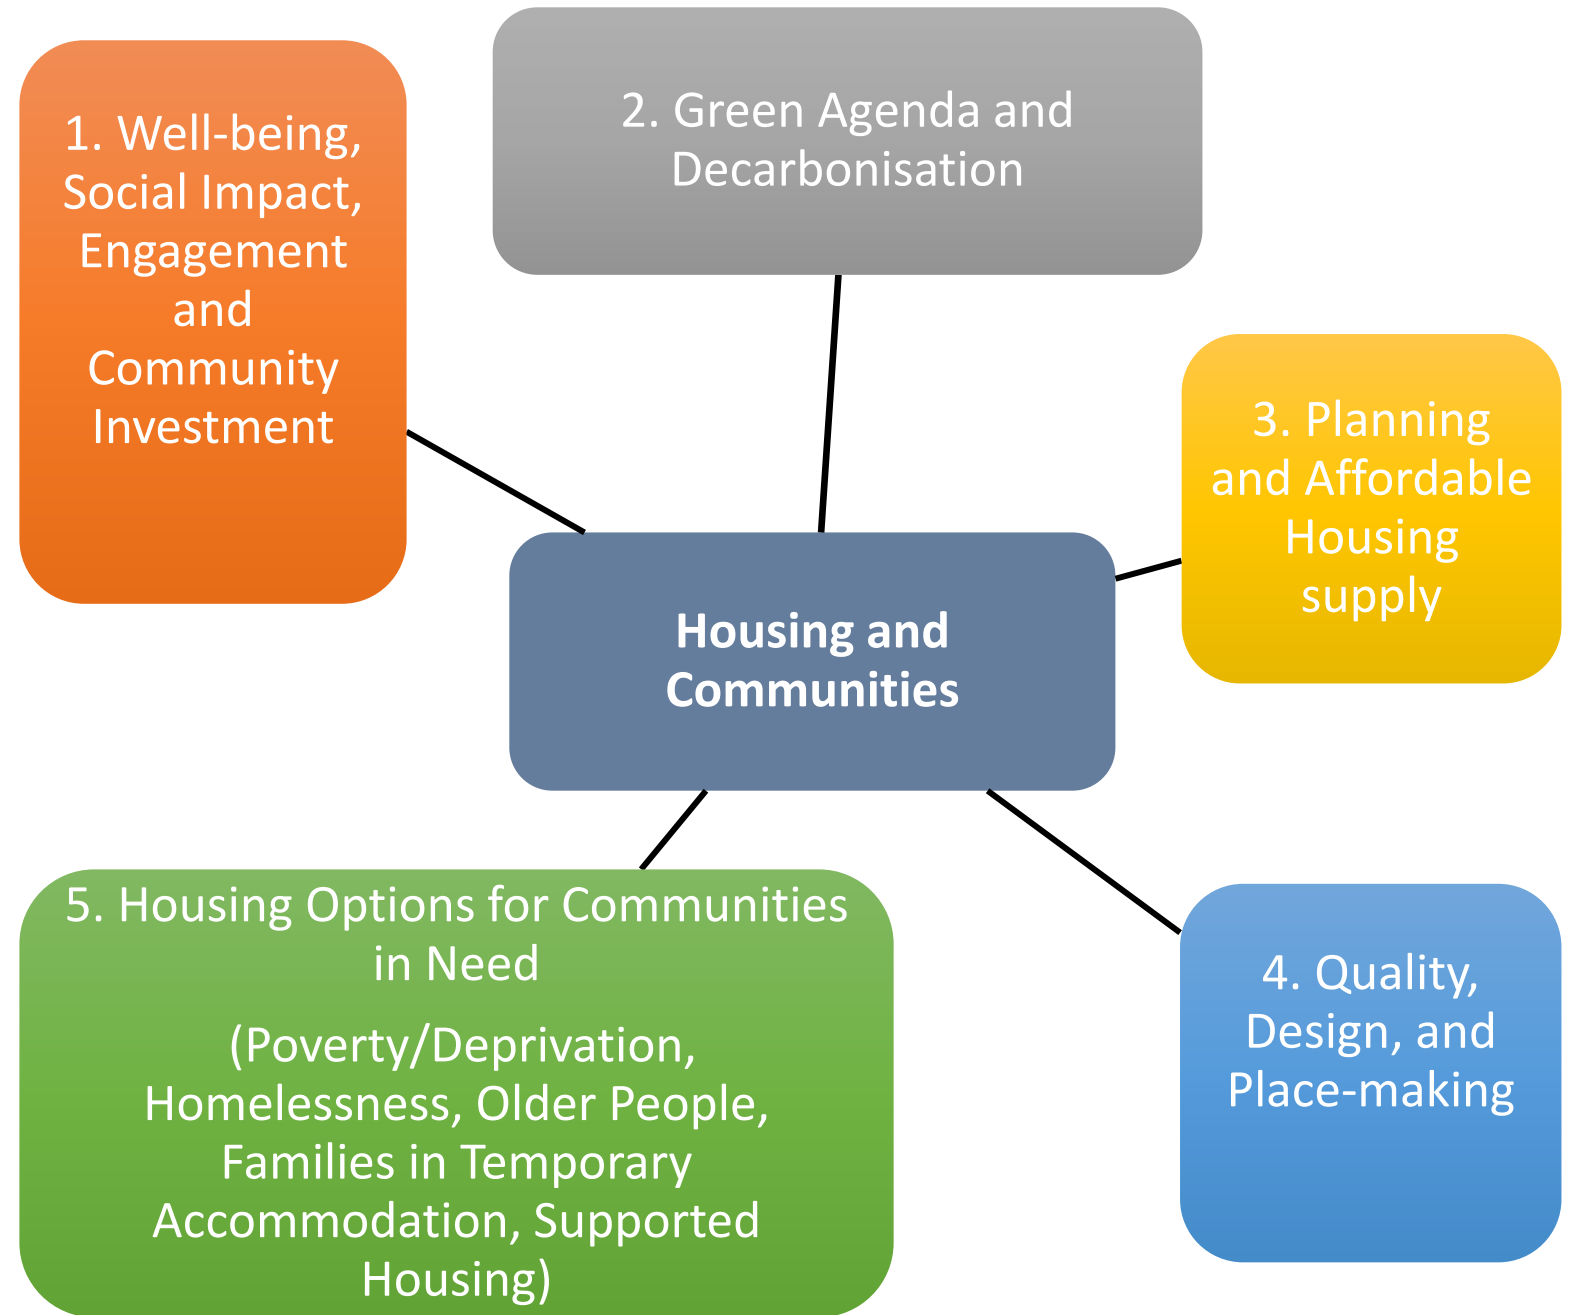 1. Well-being,
Social Impact,
Engagement
and
Community
Investment
2. Green Agenda and
Decarbonisation
3. Planning
and Affordable
Housing
supply
Housing and
Communities
4. Quality,
Design, and
Place-making
5. Housing Options for Communities
in Need
(Poverty/Deprivation,
Homelessness, Older People,
Families in Temporary
Accommodation, Supported
Housing)